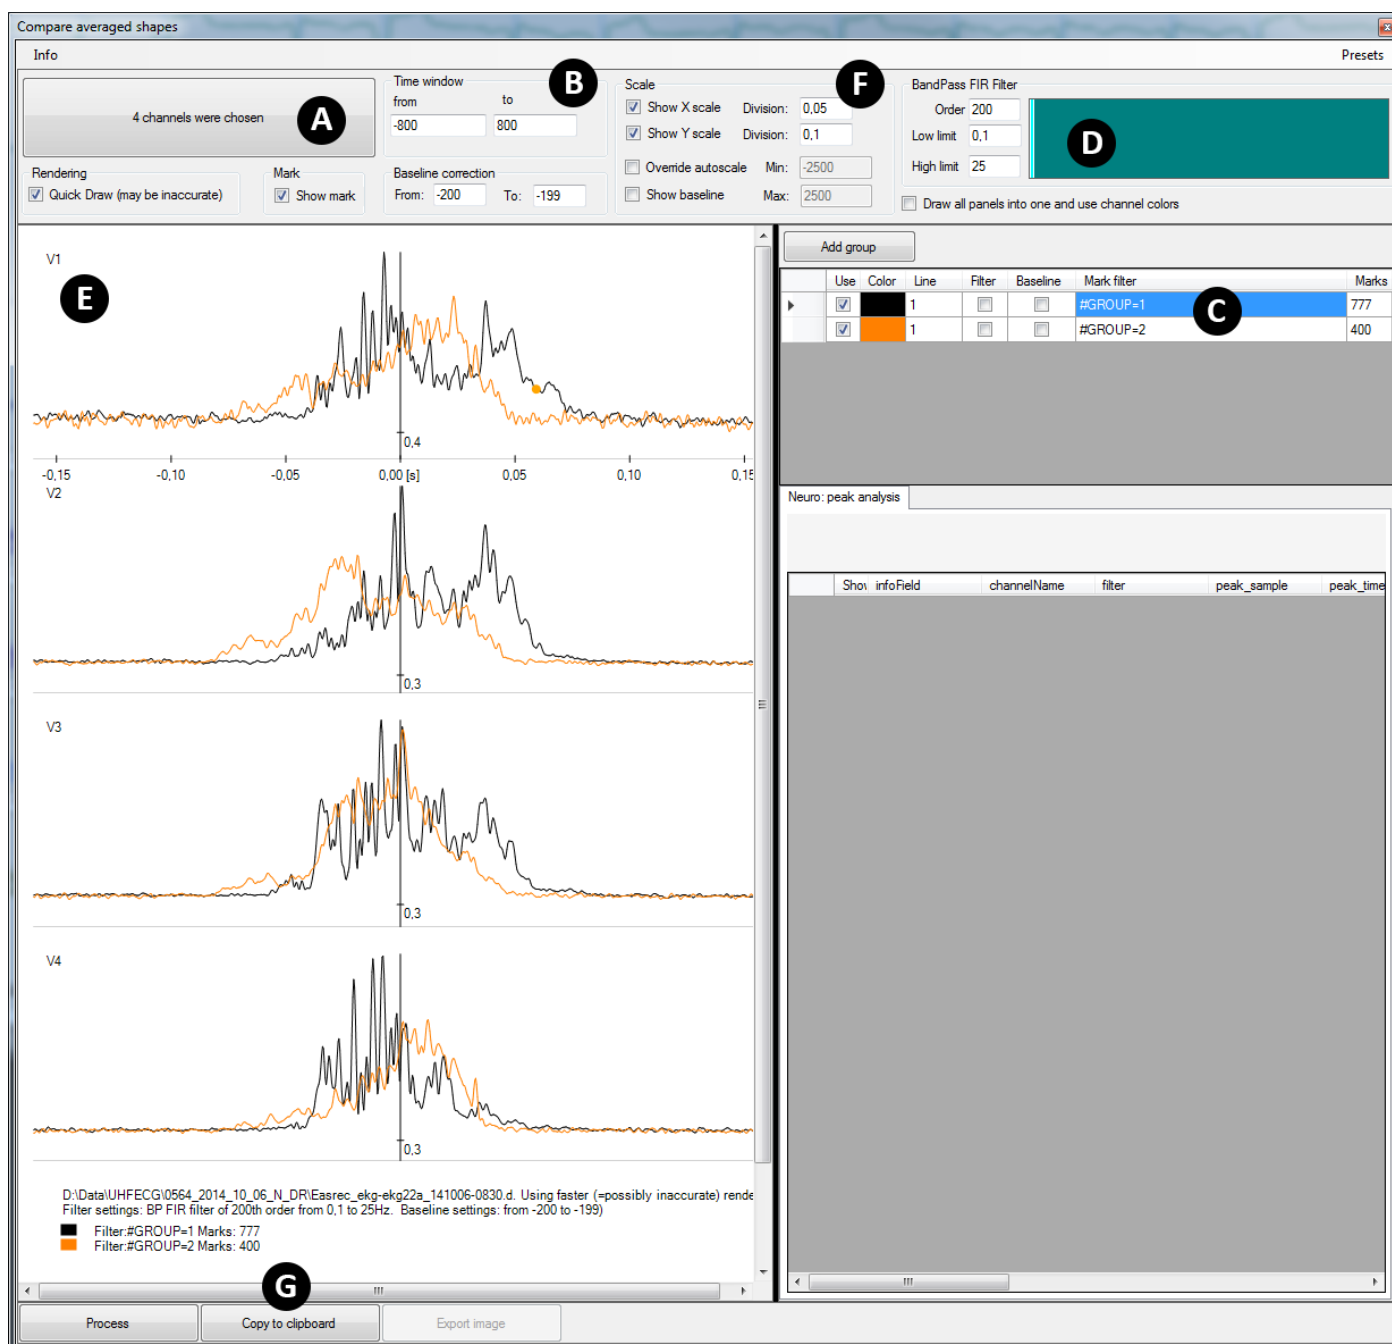 Compare averaged shapes
x
Info
Presets
4 channels were chosen
A
Time window
B
from
to
-800
800
Scale
F
Show X scale
Division:
0,05
Show Y scale
Division:
0,1
Override autoscale
Min:
-2500
Show baseline
Max:
2500
BandPass FIR Filter
Order
200
Low limit
0,1
High limit
25
D
Rendering
Quick Draw (may be inaccurate)
Mark
Show mark
Baseline correction
From:
-200
To:
-199
Draw all panels into one and use channel colors
V1
E
0,4
-0,15
-0,10
-0,05
0,00 [s]
0,05
0,10
0,15
V2
0,3
V3
0,3
V4
0,3
D:\Data\UHFECG\0564_2014_10_06_N_DR\Easrec_ekg-ekg22a_141006-0830.d. Using faster (=possibly inaccurate) rende
Filter settings: BP FIR filter of 200th order from 0,1 to 25Hz. Baseline settings: from -200 to -199)
Filter:#GROUP=1 Marks: 777
Filter:#GROUP=2 Marks: 400
G
Process
Copy to clipboard
Export image
Add group
Use Color Line Filter Baseline Mark filter Marks
1 #GROUP=1 777
C
1 #GROUP=2 400
Neuro: peak analysis
Shov infoField channelName filter peak_sample peak_time